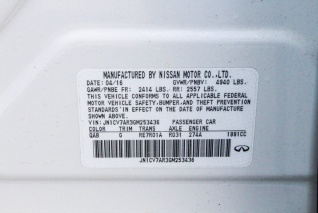 MANUFACTURED BY NISSAN MOTOR CO.,LTD.
DATE: 04/16 GVWR/PNBV: 4940 LBS.
GAWR/PNBE FR: 2414 LBS. RR: 2557 LBS.
THIS VEHICLE CONFORMS TO ALL APPLICABLE FEDERAL
MOTOR VEHICLE SAFETY,BUMPER,AND THEFT PREVENTION
STANDARDS IN EFFECT ON THE DATE OF MANUFACTURE
SHOWN ABOVE.
VIN: JN1CV7AR3GM253436 PASSENGER CAR
COLOR TRIM TRANS AXLE ENGINE
QAB G RE7R01A R031 274A 1991CC
JN1CV7AR3GM253436